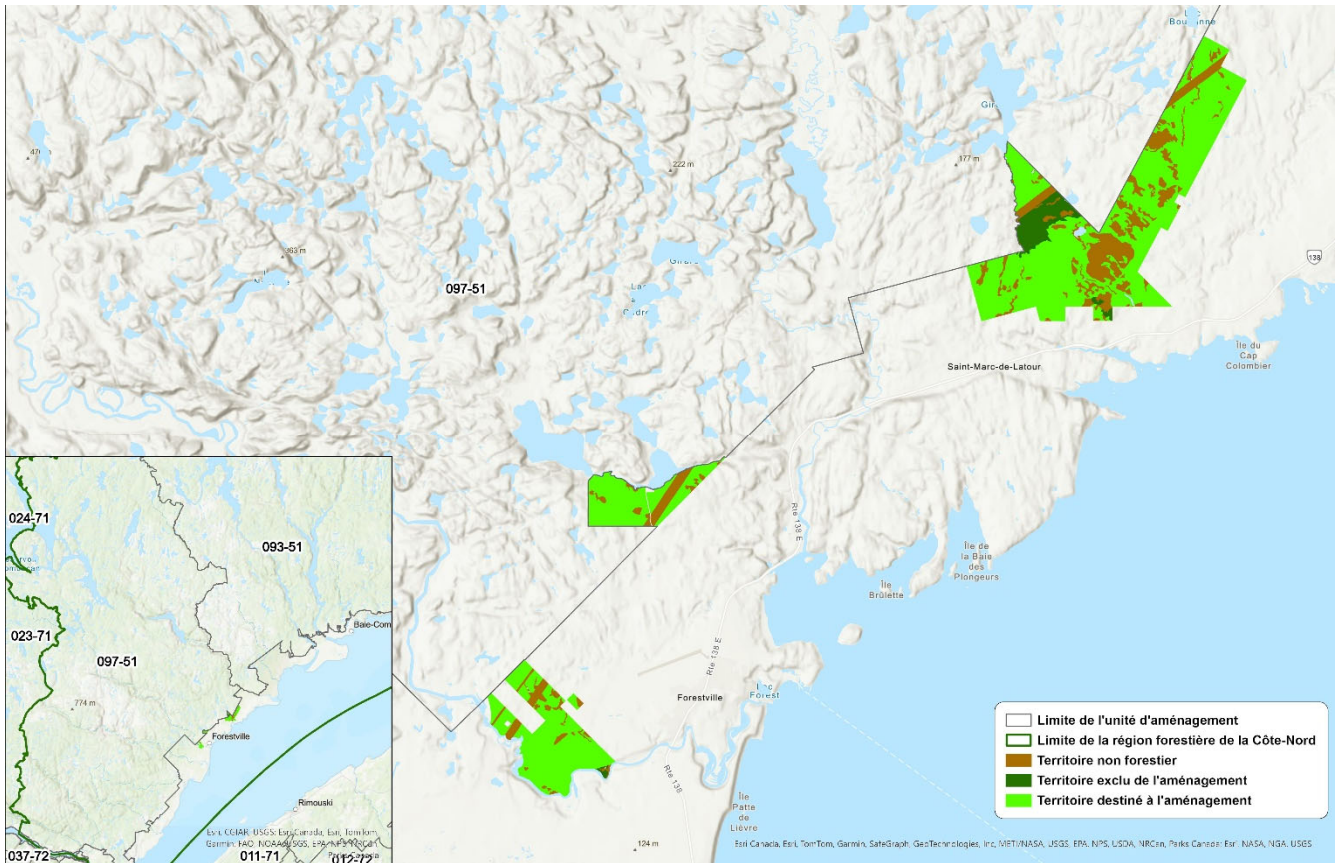 476 m
222 m
177 m
097-51
138
Saint-Marc-de-Latour
Île du
Cap
Colombier
Rte 138 E
Île de
la Baie
des
Plongeurs
Île
Brûlette
Rte 138 E
Forestville
Rte 138
Île
Patte
de
Lièvre
124 m
024-71
093-51
023-71
Baie-Com
097-51
774 m
Forestville
Rimouski
037-72
011-71
Limite de l'unité d'aménagement
Limite de la région forestière de la Côte-Nord
Territoire non forestier
Territoire exclu de l'aménagement
Territoire destiné à l'aménagement
Esri Canada, Esri, TomTom, Garmin, SafeGraph, GeoTechnologies, Inc, METI/NASA, USGS, EPA, NPS, USDA, NRCan, Parks Canada; Esri, NASA, NGA, USGS